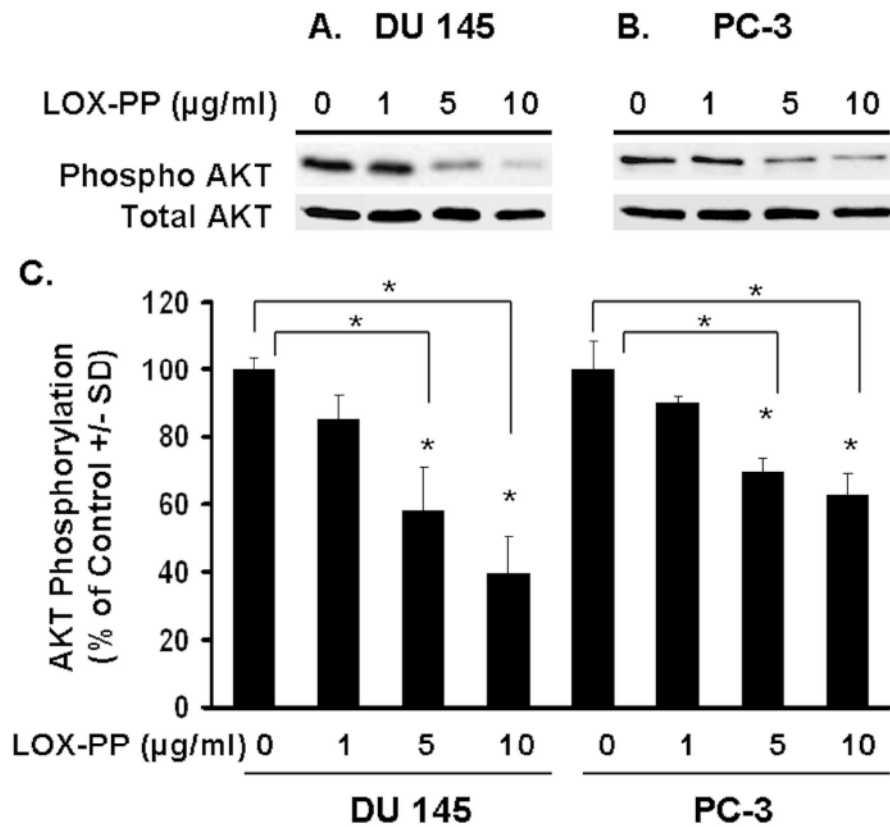 A. DU 145 B. PC-3
LOX-PP (µg/ml) 0 1 5 10 0 1 5 10
Phospho AKT
Total AKT
C.
AKT Phosphorylation
(% of Control +/- SD)
120
100
80
60
40
20
0
* * * *
* * * *
LOX-PP (µg/ml) 0 1 5 10 0 1 5 10
DU 145 PC-3